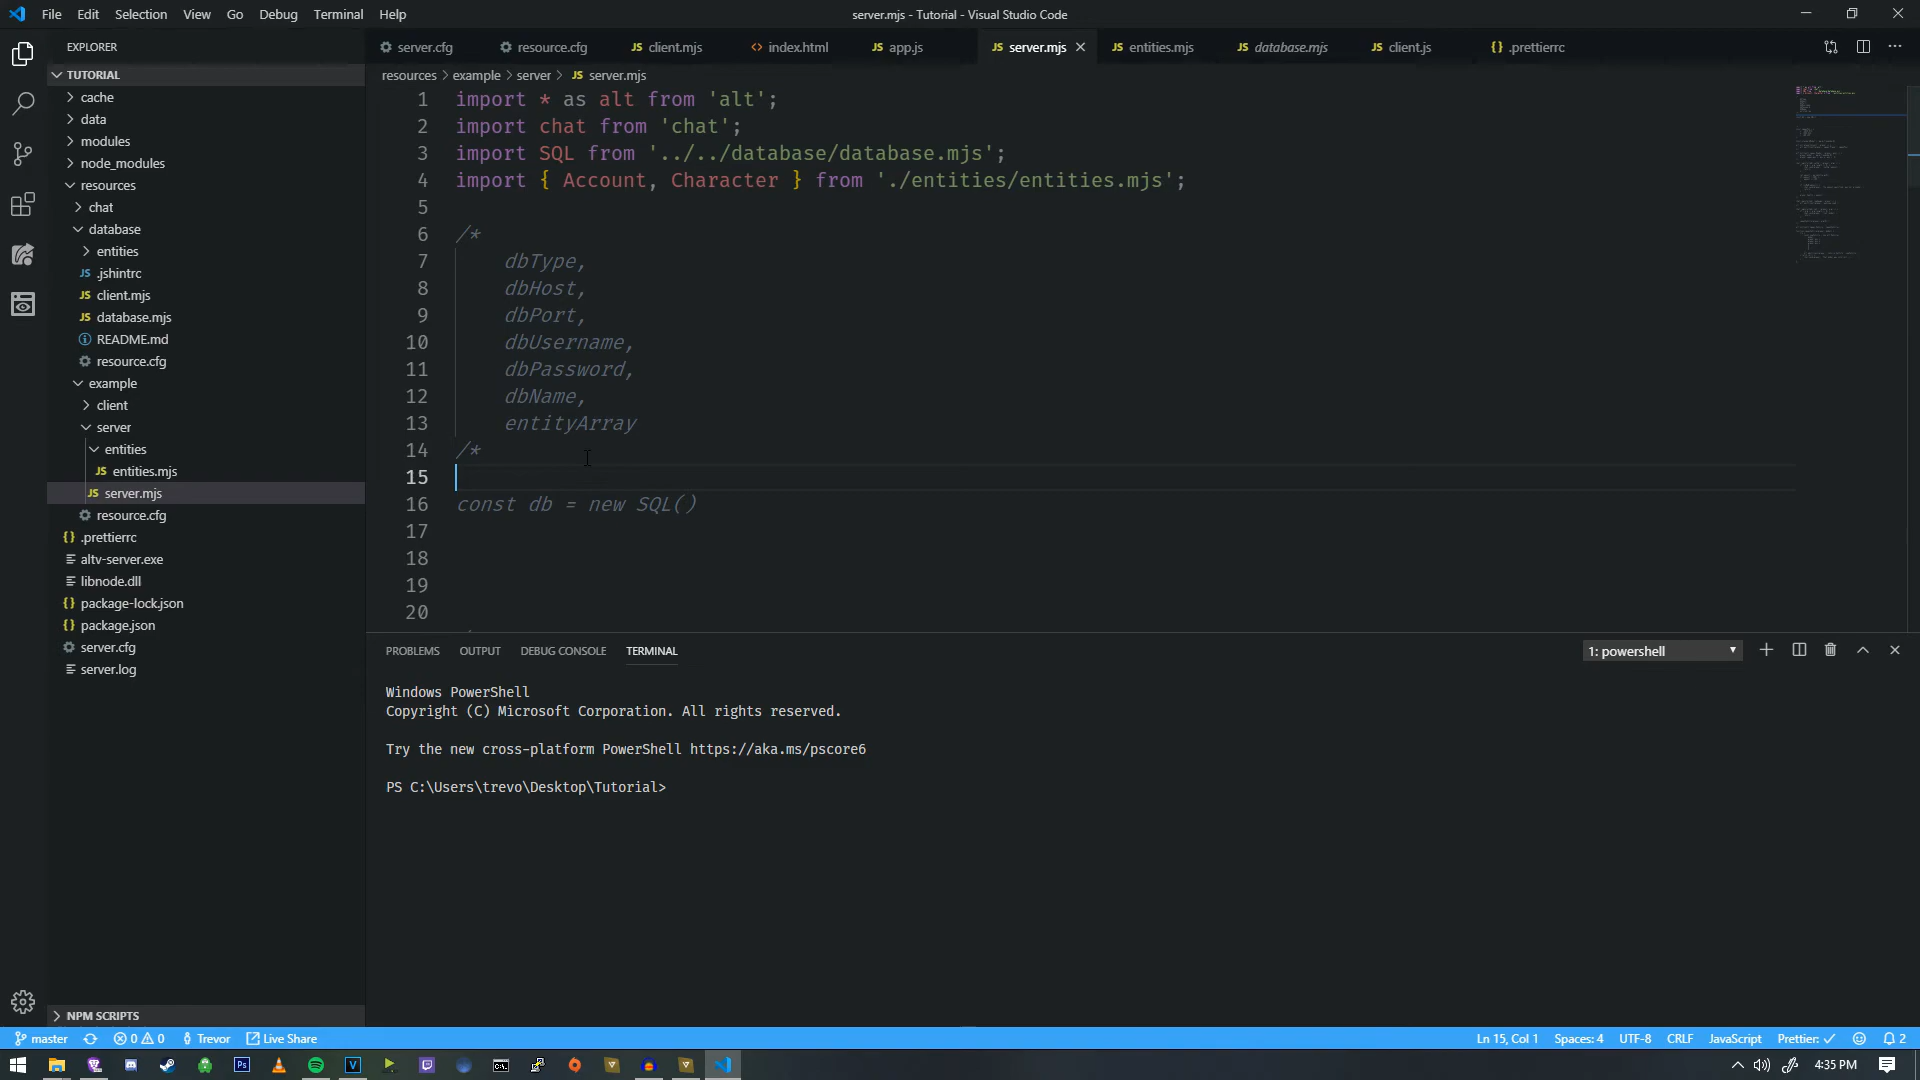 File Edit Selection View Go Debug Terminal Help
server.mjs - Tutorial - Visual Studio Code
EXPLORER
TUTORIAL
cache
data
modules
node_modules
resources
chat
database
entities
.jshintrc
client.mjs
database.mjs
README.md
resource.cfg
example
client
server
entities
entities.mjs
server.mjs
resource.cfg
.prettierrc
altv-server.exe
libnode.dll
package-lock.json
package.json
server.cfg
server.log
NPM SCRIPTS
server.cfg resource.cfg client.mjs index.html app.js server.mjs entities.mjs database.mjs client.js .prettierrc
resources > example > server > server.mjs
1 import * as alt from 'alt';
2 import chat from 'chat';
3 import SQL from '../../database/database.mjs';
4 import { Account, Character } from './entities/entities.mjs';
5
6 /*
7 dbType,
8 dbHost,
9 dbPort,
10 dbUsername,
11 dbPassword,
12 dbName,
13 entityArray
14 /*
15
16 const db = new SQL()
17
18
19
20
PROBLEMS OUTPUT DEBUG CONSOLE TERMINAL
1: powershell
Windows PowerShell
Copyright (C) Microsoft Corporation. All rights reserved.
Try the new cross-platform PowerShell https://aka.ms/pscore6
PS C:\Users\trevo\Desktop\Tutorial>
master 0 0 Trevor Live Share
Ln 15, Col 1 Spaces: 4 UTF-8 CRLF JavaScript Prettier: ✓ 2
4:35 PM